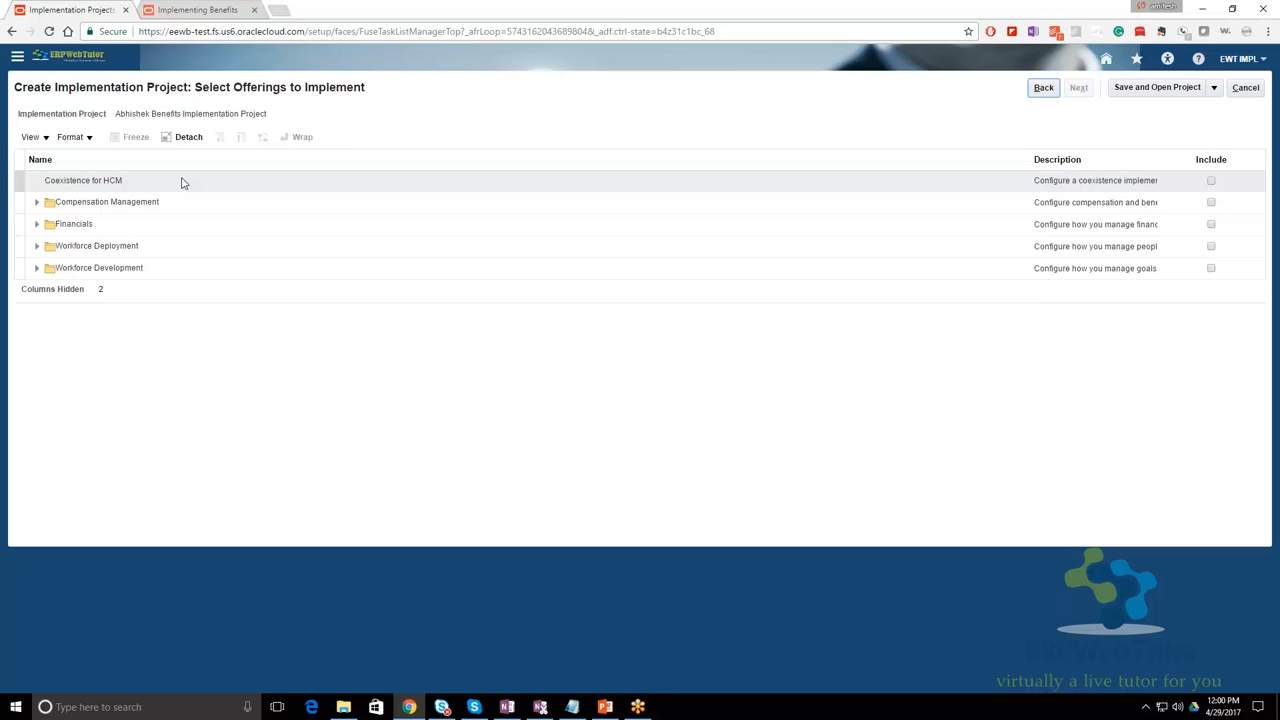 Implementation Projects
Implementing Benefits
amitesh
Secure
https://eewb-test.fs.us6.oraclecloud.com/setup/faces/FuseTaskListManagerTop?_afrLoop=5743162043689804&_adf.ctrl-state=b4z31c1bc_68
ERPWebTutor
EWT IMPL
Create Implementation Project: Select Offerings to Implement
Back
Next
Save and Open Project
Cancel
Implementation Project Abhishek Benefits Implementation Project
View Format Freeze Detach Wrap
Name Description Include
Coexistence for HCM Configure a coexistence implemer
Compensation Management Configure compensation and bene
Financials Configure how you manage financ
Workforce Deployment Configure how you manage peopl
Workforce Development Configure how you manage goals
Columns Hidden 2
ERPWebTutor
virtually a live tutor for you
Type here to search
12:00 PM
4/29/2017